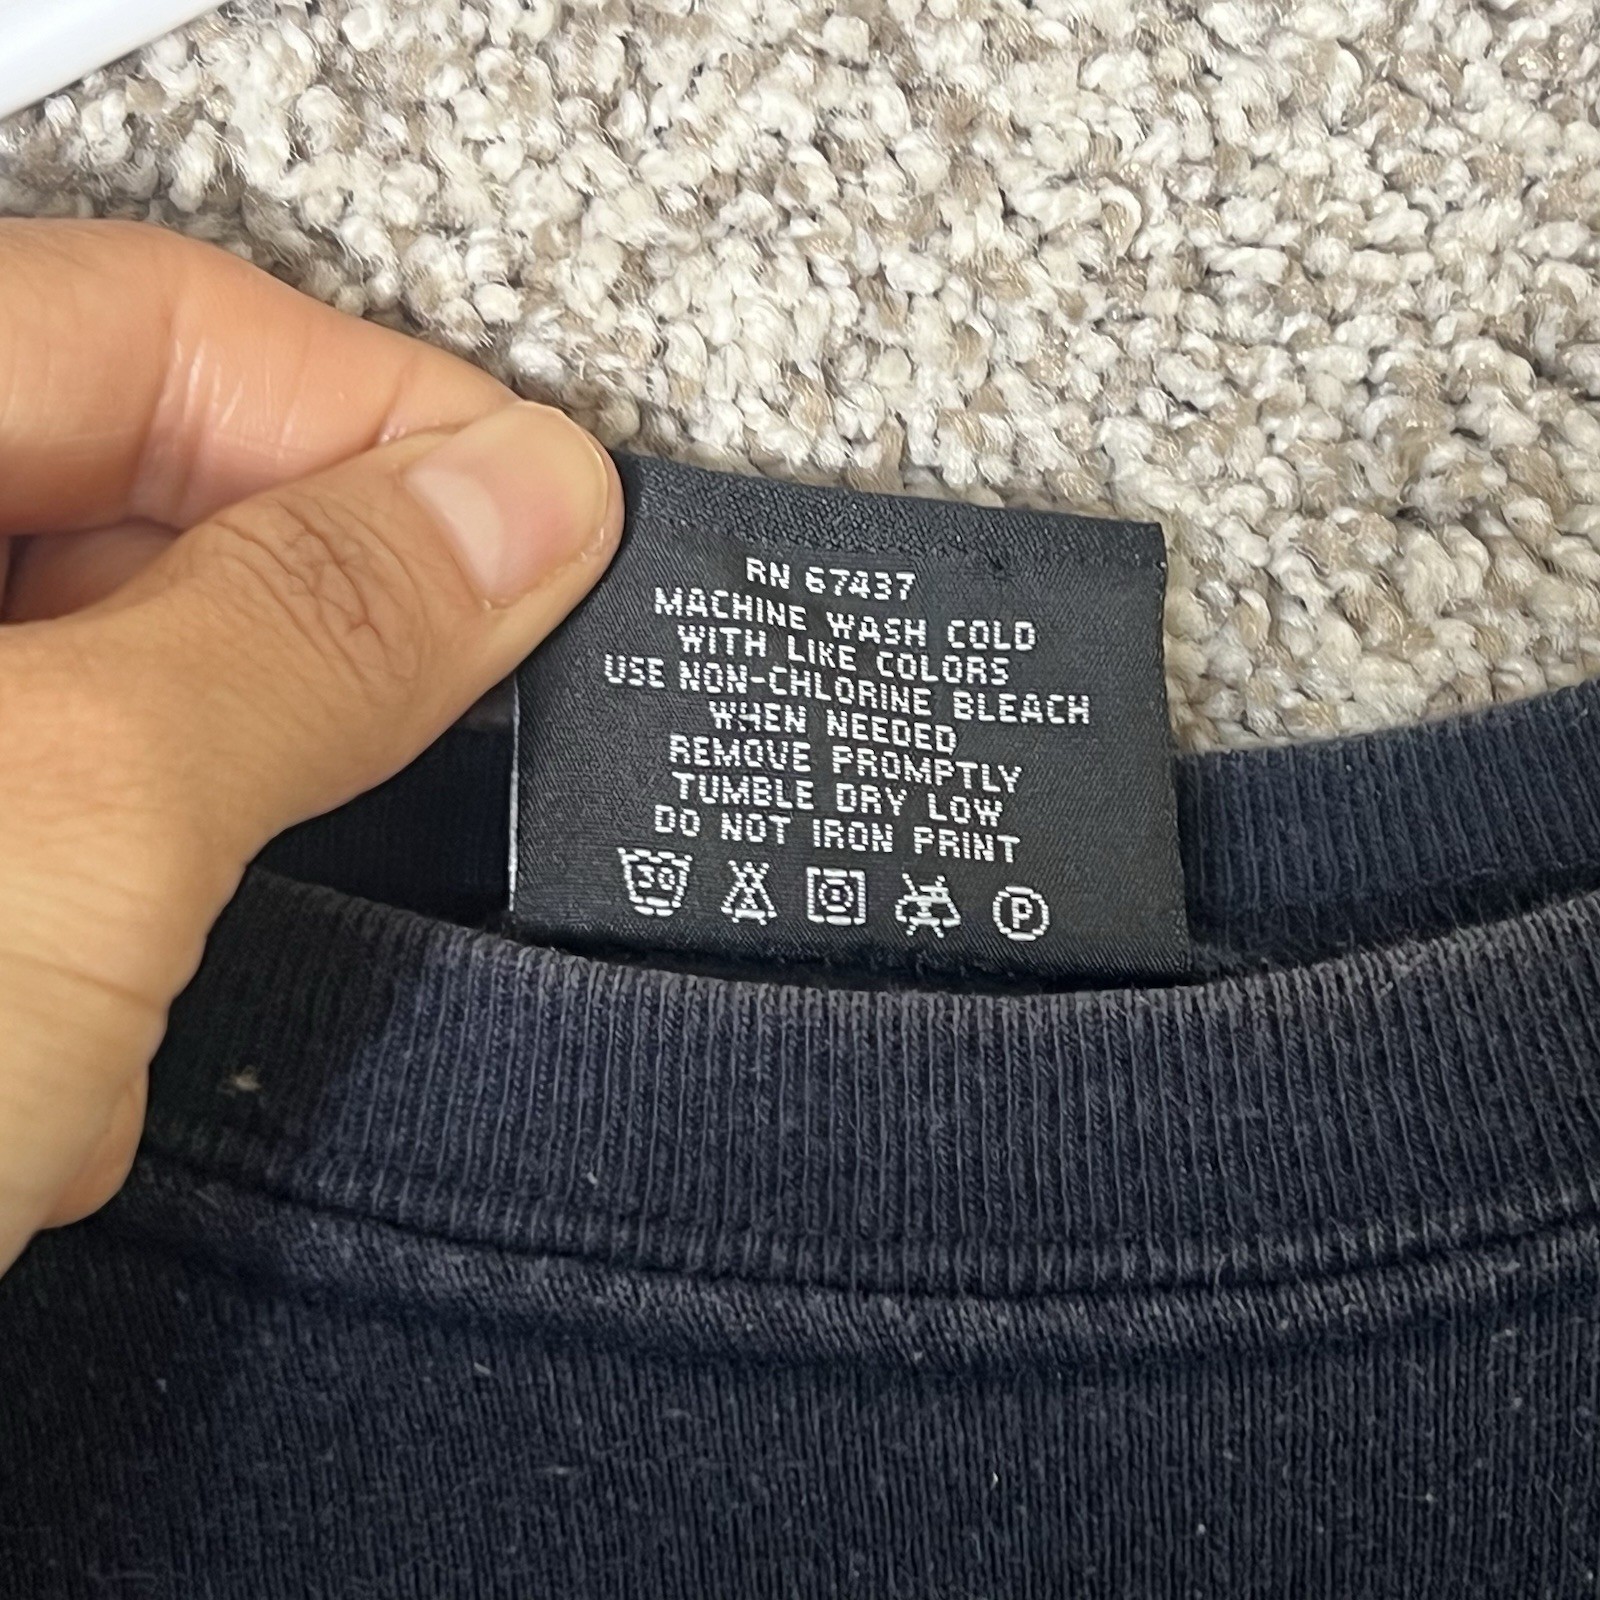 RN 67437
MACHINE WASH COLD
WITH LIKE COLORS
USE NON-CHLORINE BLEACH
WHEN NEEDED
REMOVE PROMPTLY
TUMBLE DRY LOW
DO NOT IRON PRINT
30 P